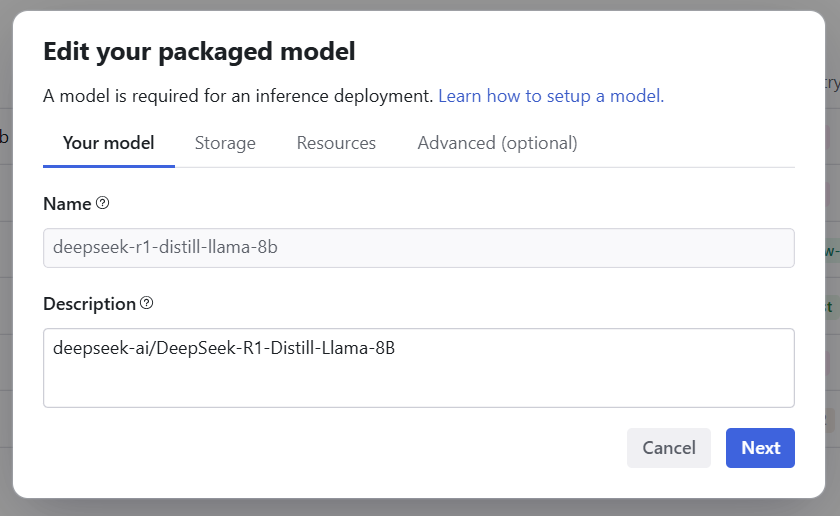 Edit your packaged model
A model is required for an inference deployment. Learn how to setup a model.
Your model Storage Resources Advanced (optional)
Name ?
deepseek-r1-distill-llama-8b
Description ?
deepseek-ai/DeepSeek-R1-Distill-Llama-8B
Cancel Next